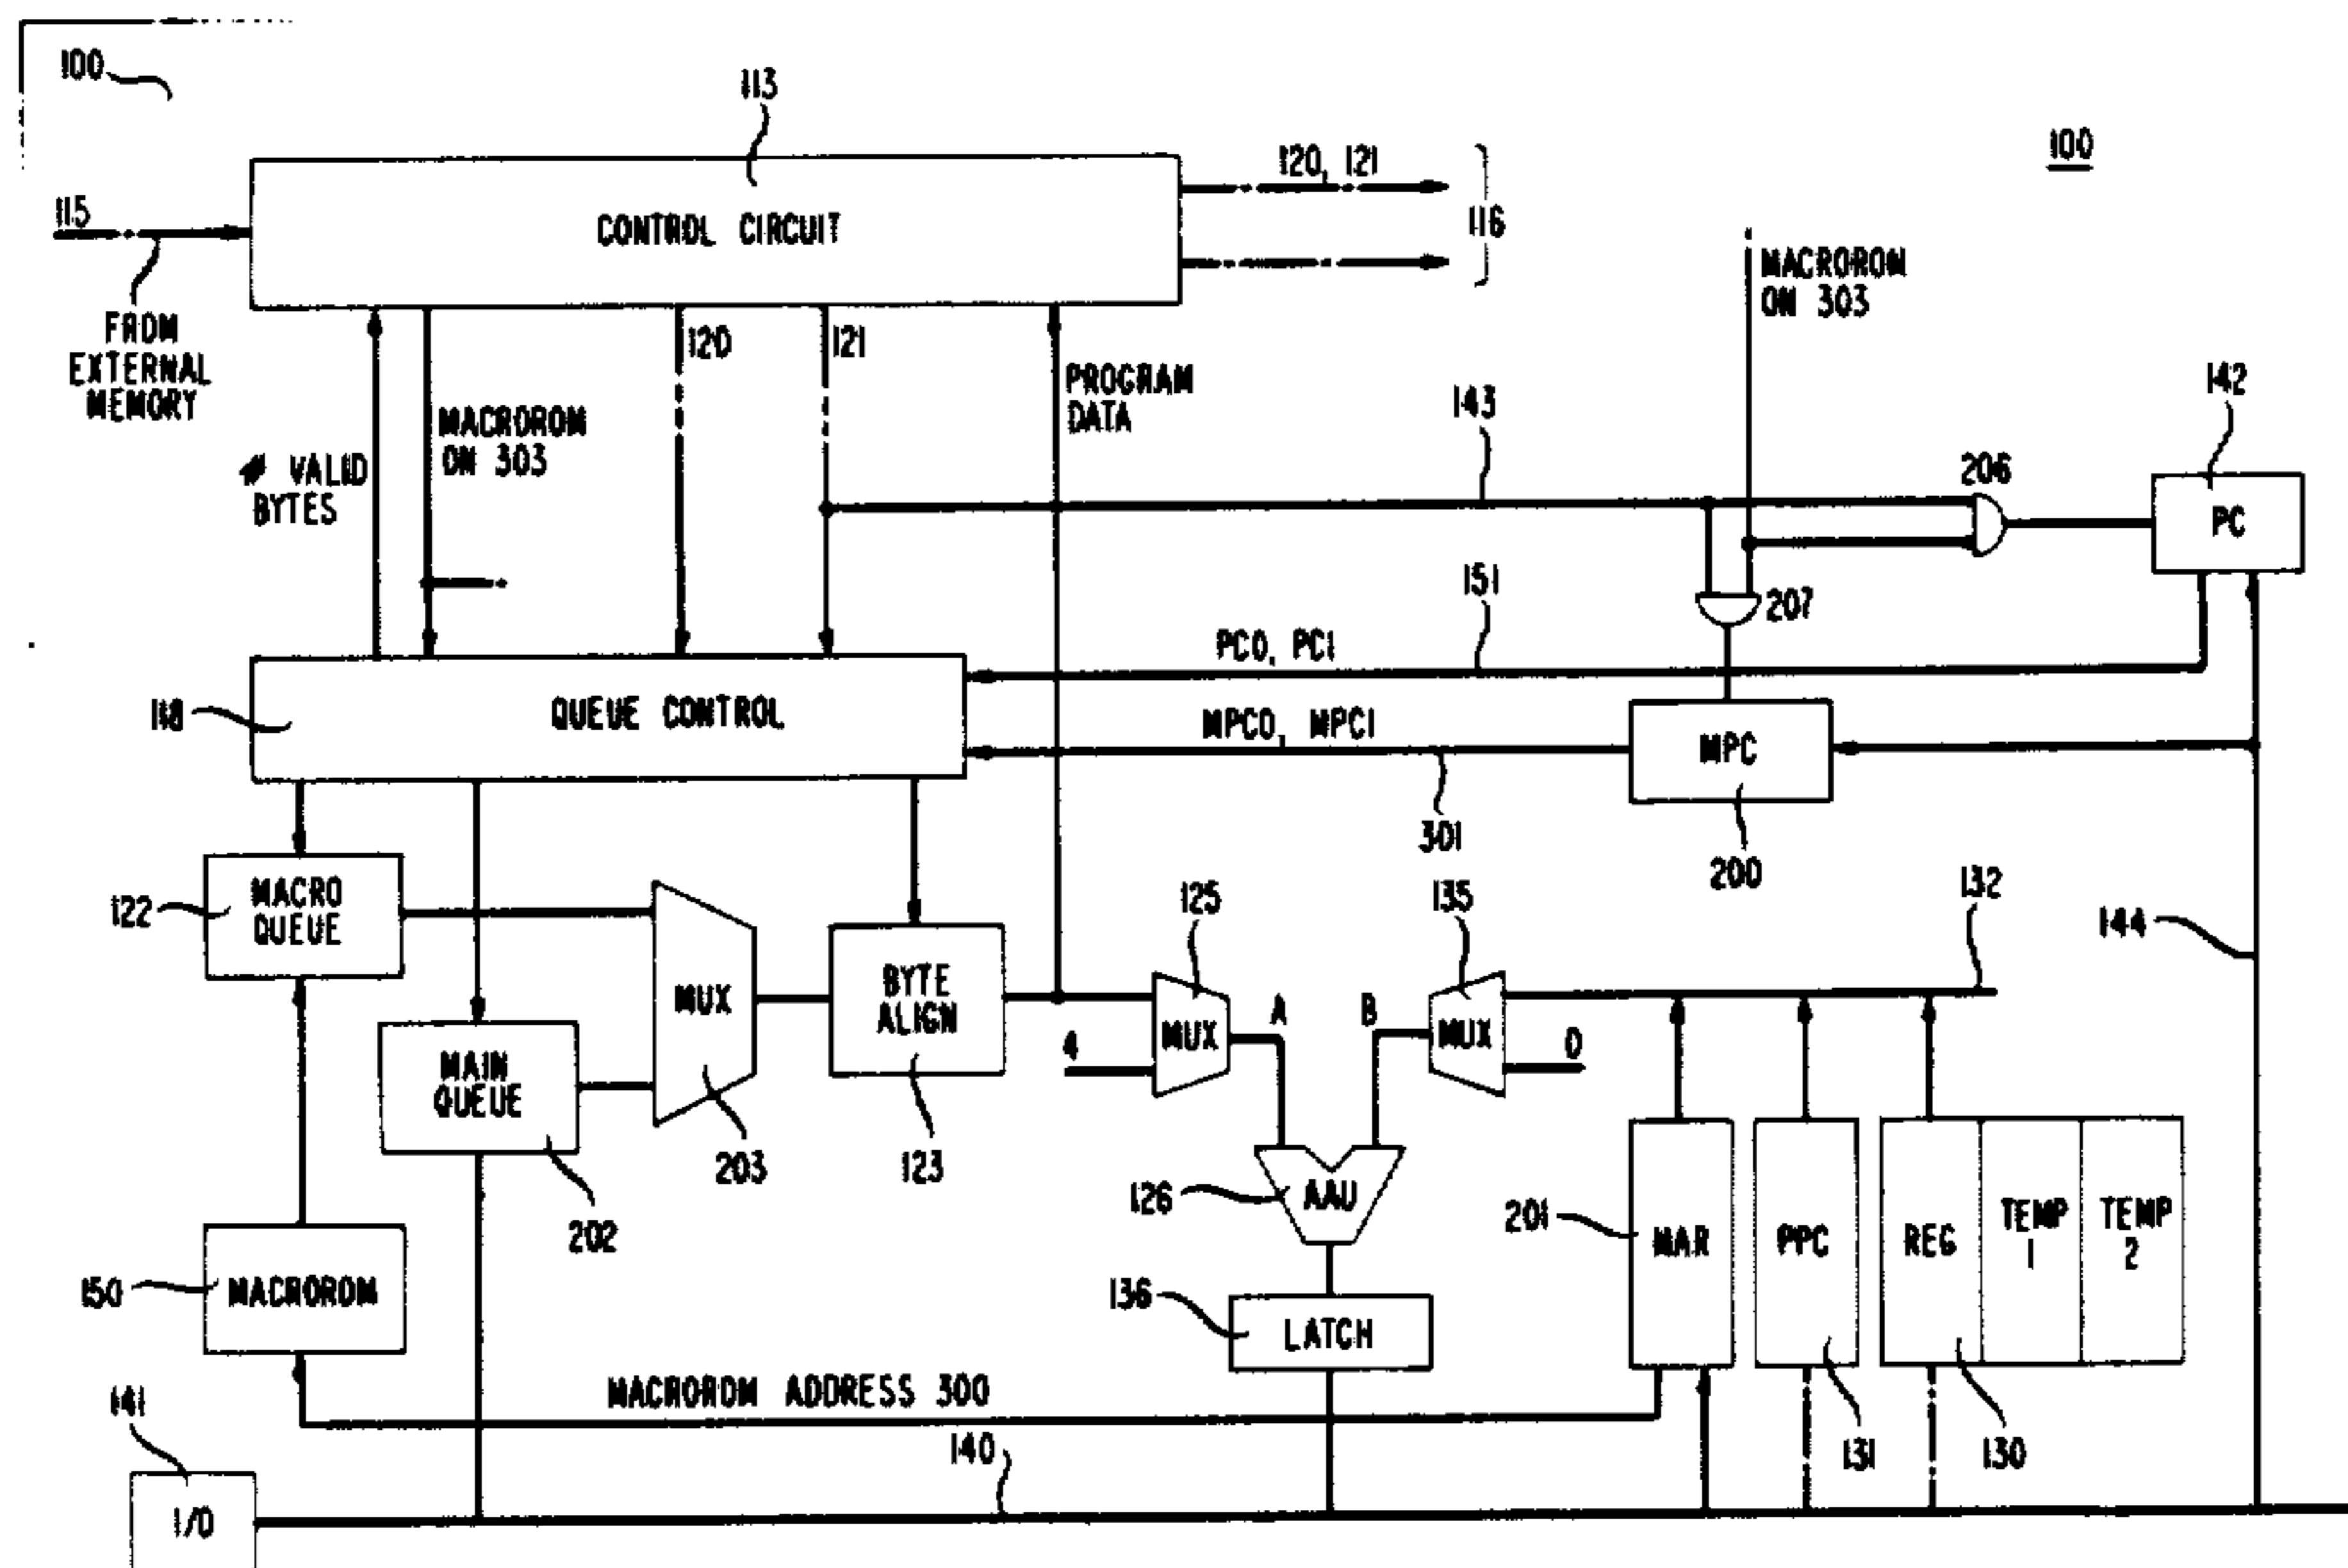 100
113
120, 121
100
115
CONTROL CIRCUIT
116
MACROROM
ON 303
FROM
EXTERNAL
MEMORY
120
121
PROGRAM
DATA
143
142
# VALID
BYTES
MACROROM
ON 303
206
PC
151
207
PC0, PC1
118
QUEUE CONTROL
MPC0, MPC1
MPC
301
200
122
MACRO
QUEUE
125
135
132
144
MUX
BYTE
ALIGN
A
B
4
MUX
MUX
0
MAIN
QUEUE
203
123
126
AAU
202
201
MAR
PPC
REG
TEMP
1
TEMP
2
150
MACROROM
136
LATCH
141
MACROROM ADDRESS 300
140
131
130
I/O